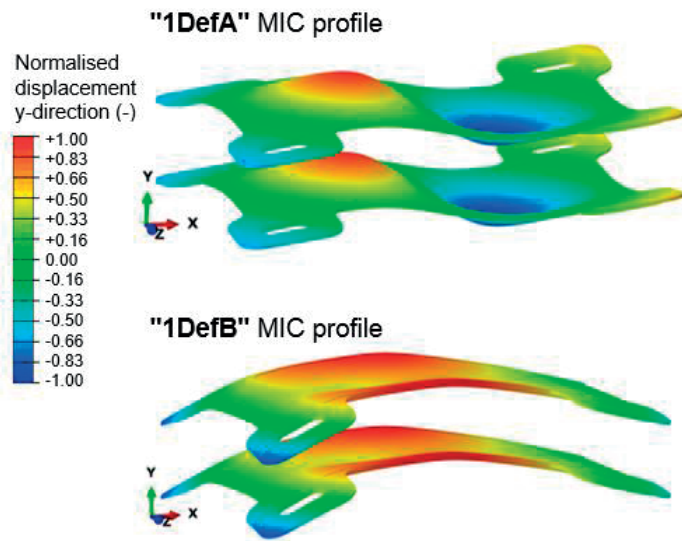 "1DefA" MIC profile
Normalised
displacement
y-direction (-)
+1.00
+0.83
+0.66
+0.50
+0.33
+0.16
0.00
-0.16
-0.33
-0.50
-0.66
-0.83
-1.00
Y
X
Z
"1DefB" MIC profile
Y
X
Z